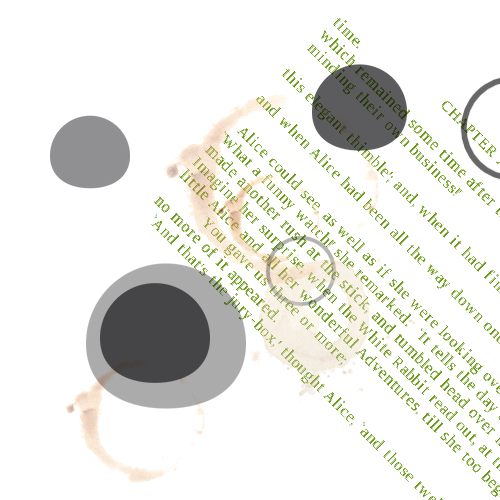 CHAPTER
time.
which remained some time after
minding their own business!'
this elegant thimble'; and, when it had
and when Alice had been all the way down one
Alice could see, as well as if she were looking
What a funny watch!' she remarked. 'It tells the day
made another rush at the stick, and tumbled head over
Imagine her surprise, when the White Rabbit read out, at
little Alice and all her wonderful Adventures, till she too
'You gave us three or more,
no more of it appeared.
'And that's the jury-box,' thought Alice, 'and those